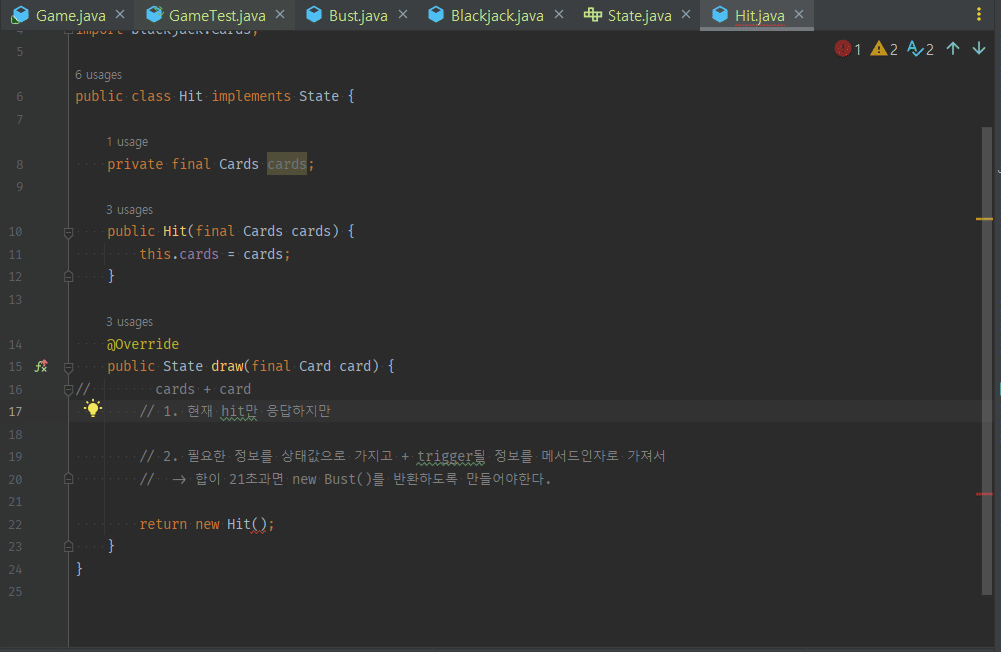 Game.java GameTest.java Bust.java Blackjack.java State.java Hit.java
4 import blackjack.Cards;
5
1 2 2
6 usages
6 public class Hit implements State {
7
1 usage
8 private final Cards cards;
9
3 usages
10 public Hit(final Cards cards) {
11 this.cards = cards;
12 }
13
3 usages
14 @Override
15 public State draw(final Card card) {
16 // cards + card
17 // 1. 현재 hit만 응답하지만
18
19 // 2. 필요한 정보를 상태값으로 가지고 + trigger될 정보를 메서드인자로 가져서
20 // -> 합이 21초과면 new Bust()를 반환하도록 만들어야한다.
21
22 return new Hit();
23 }
24 }
25